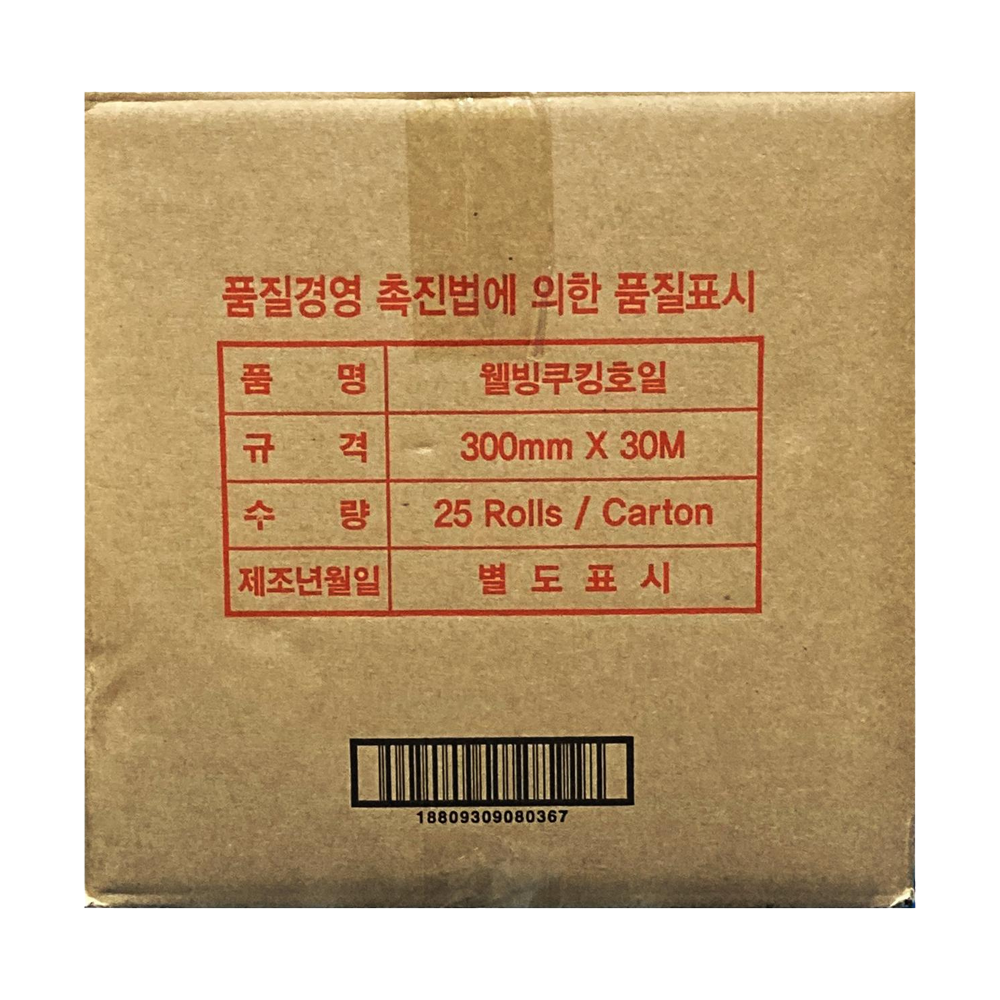 품질경영 촉진법에 의한 품질표시
품 명 웰빙쿠킹호일
규 격 300mm X 30M
수 량 25 Rolls / Carton
제조년월일 별 도 표 시
18809309080367